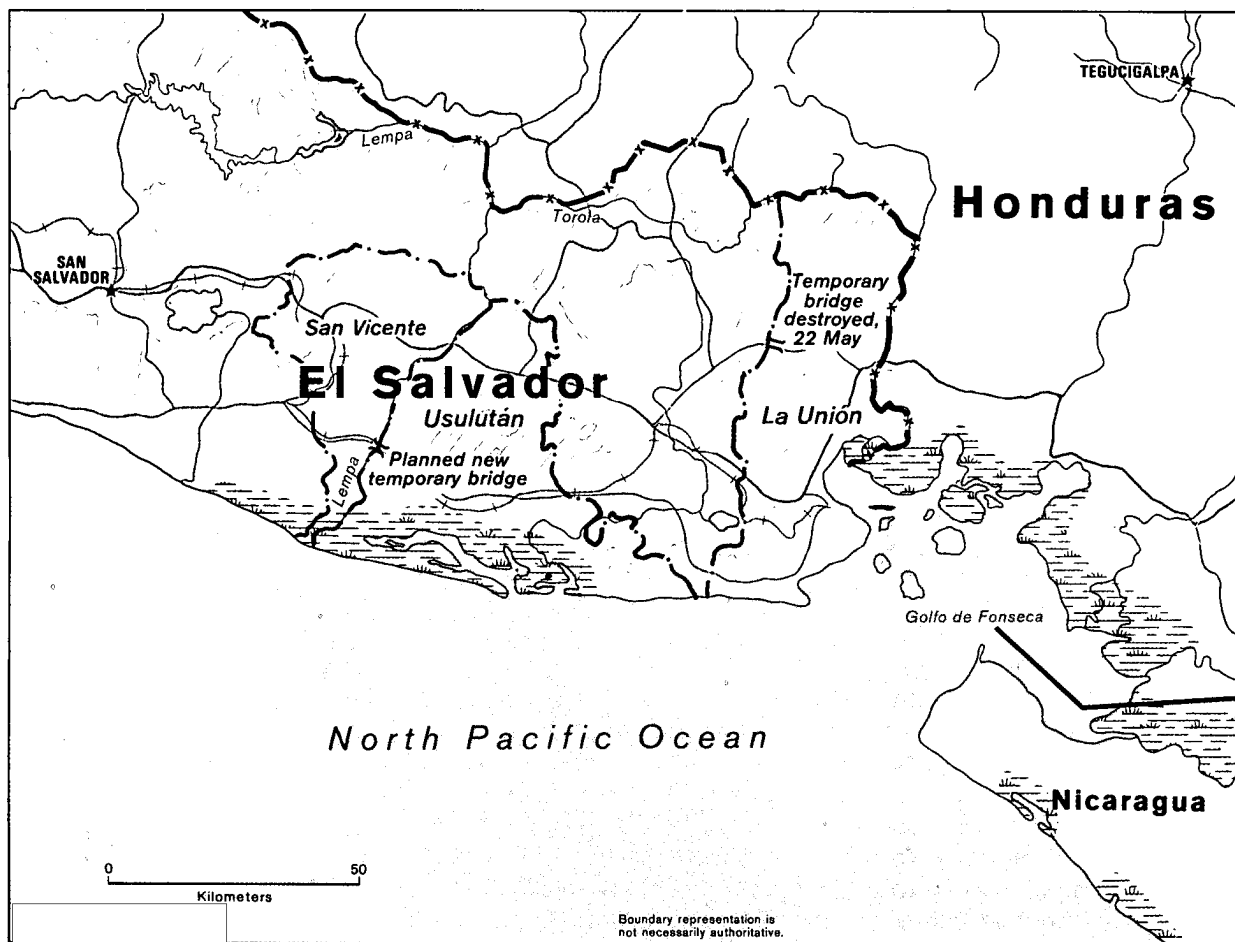 TEGUCIGALPA
Lempa
Honduras
Torola
SAN
SALVADOR
Temporary
bridge
destroyed,
22 May
San Vicente
El Salvador
Usulután
La Unión
Planned new
temporary bridge
Lempa
Golfo de Fonseca
North Pacific Ocean
Nicaragua
0 50
Kilometers
Boundary representation is
not necessarily authoritative.